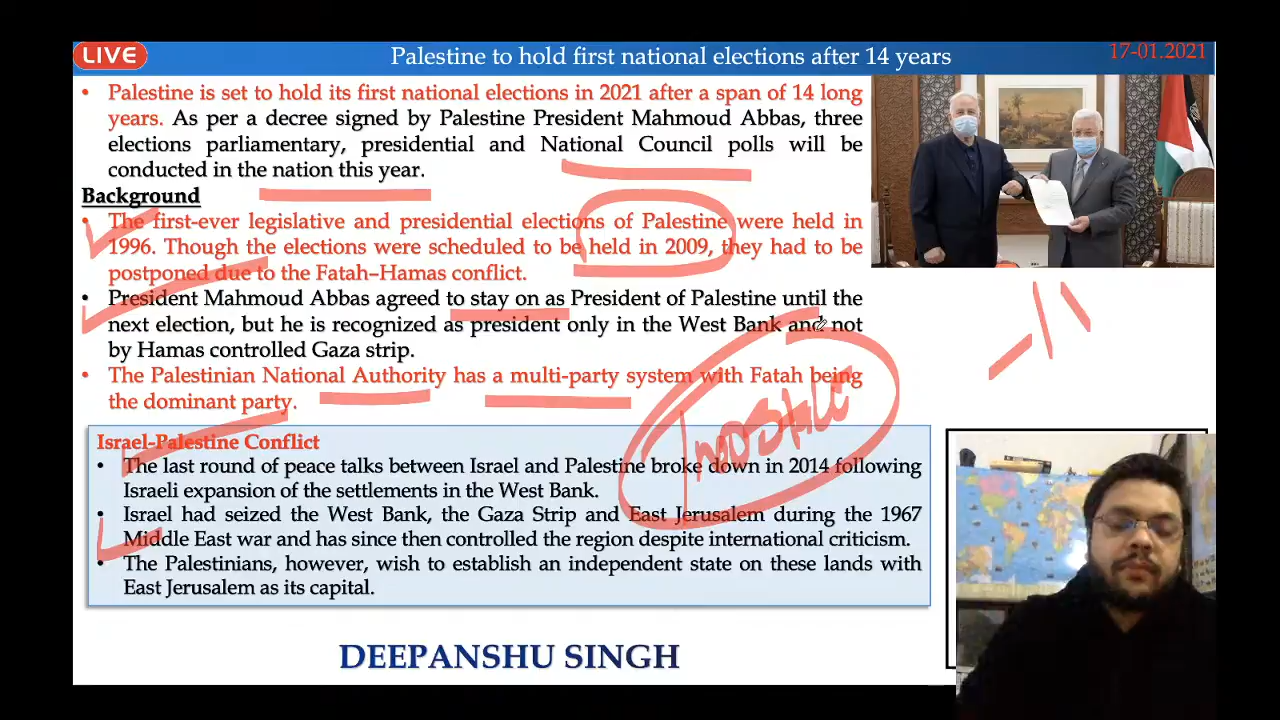 LIVE
Palestine to hold first national elections after 14 years
17-01.2021
• Palestine is set to hold its first national elections in 2021 after a span of 14 long
years. As per a decree signed by Palestine President Mahmoud Abbas, three
elections parliamentary, presidential and National Council polls will be
conducted in the nation this year.
Background
• The first-ever legislative and presidential elections of Palestine were held in
1996. Though the elections were scheduled to be held in 2009, they had to be
postponed due to the Fatah–Hamas conflict.
• President Mahmoud Abbas agreed to stay on as President of Palestine until the
next election, but he is recognized as president only in the West Bank and not
by Hamas controlled Gaza strip.
• The Palestinian National Authority has a multi-party system with Fatah being
the dominant party.
Israel-Palestine Conflict
• The last round of peace talks between Israel and Palestine broke down in 2014 following
Israeli expansion of the settlements in the West Bank.
• Israel had seized the West Bank, the Gaza Strip and East Jerusalem during the 1967
Middle East war and has since then controlled the region despite international criticism.
• The Palestinians, however, wish to establish an independent state on these lands with
East Jerusalem as its capital.
DEEPANSHU SINGH